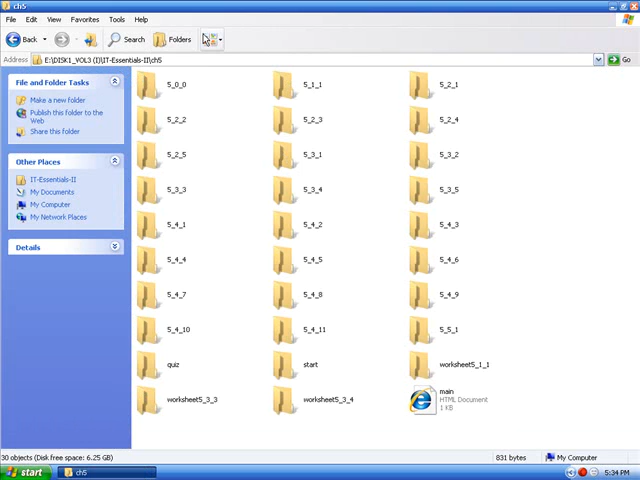 ch5
File Edit View Favorites Tools Help
Back Search Folders
Address E:\DISK1_VOL3 (I)\IT-Essentials-II\ch5 Go
File and Folder Tasks
Make a new folder
Publish this folder to the
Web
Share this folder
Other Places
IT-Essentials-II
My Documents
My Computer
My Network Places
Details
5_0_0 5_1_1 5_2_1
5_2_2 5_2_3 5_2_4
5_2_5 5_3_1 5_3_2
5_3_3 5_3_4 5_3_5
5_4_1 5_4_2 5_4_3
5_4_4 5_4_5 5_4_6
5_4_7 5_4_8 5_4_9
5_4_10 5_4_11 5_5_1
quiz start worksheet5_1_1
worksheet5_3_3 worksheet5_3_4 main
HTML Document
1 KB
30 objects (Disk free space: 6.25 GB) 831 bytes My Computer
start ch5 5:34 PM